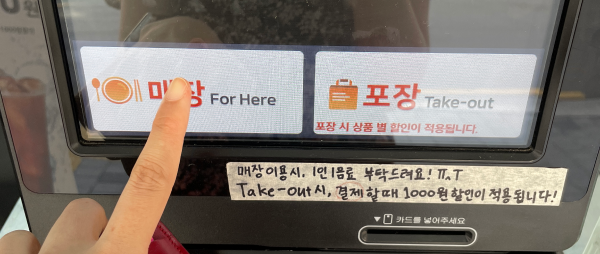 매장 For Here
포장 Take-out
포장 시 상품 별 할인이 적용됩니다.
매장이용시, 1인 1음료 부탁드려요! ㅠ.ㅜ
Take-out시, 결제할때 1000원 할인이 적용됩니다!
▼ 카드를 넣어주세요